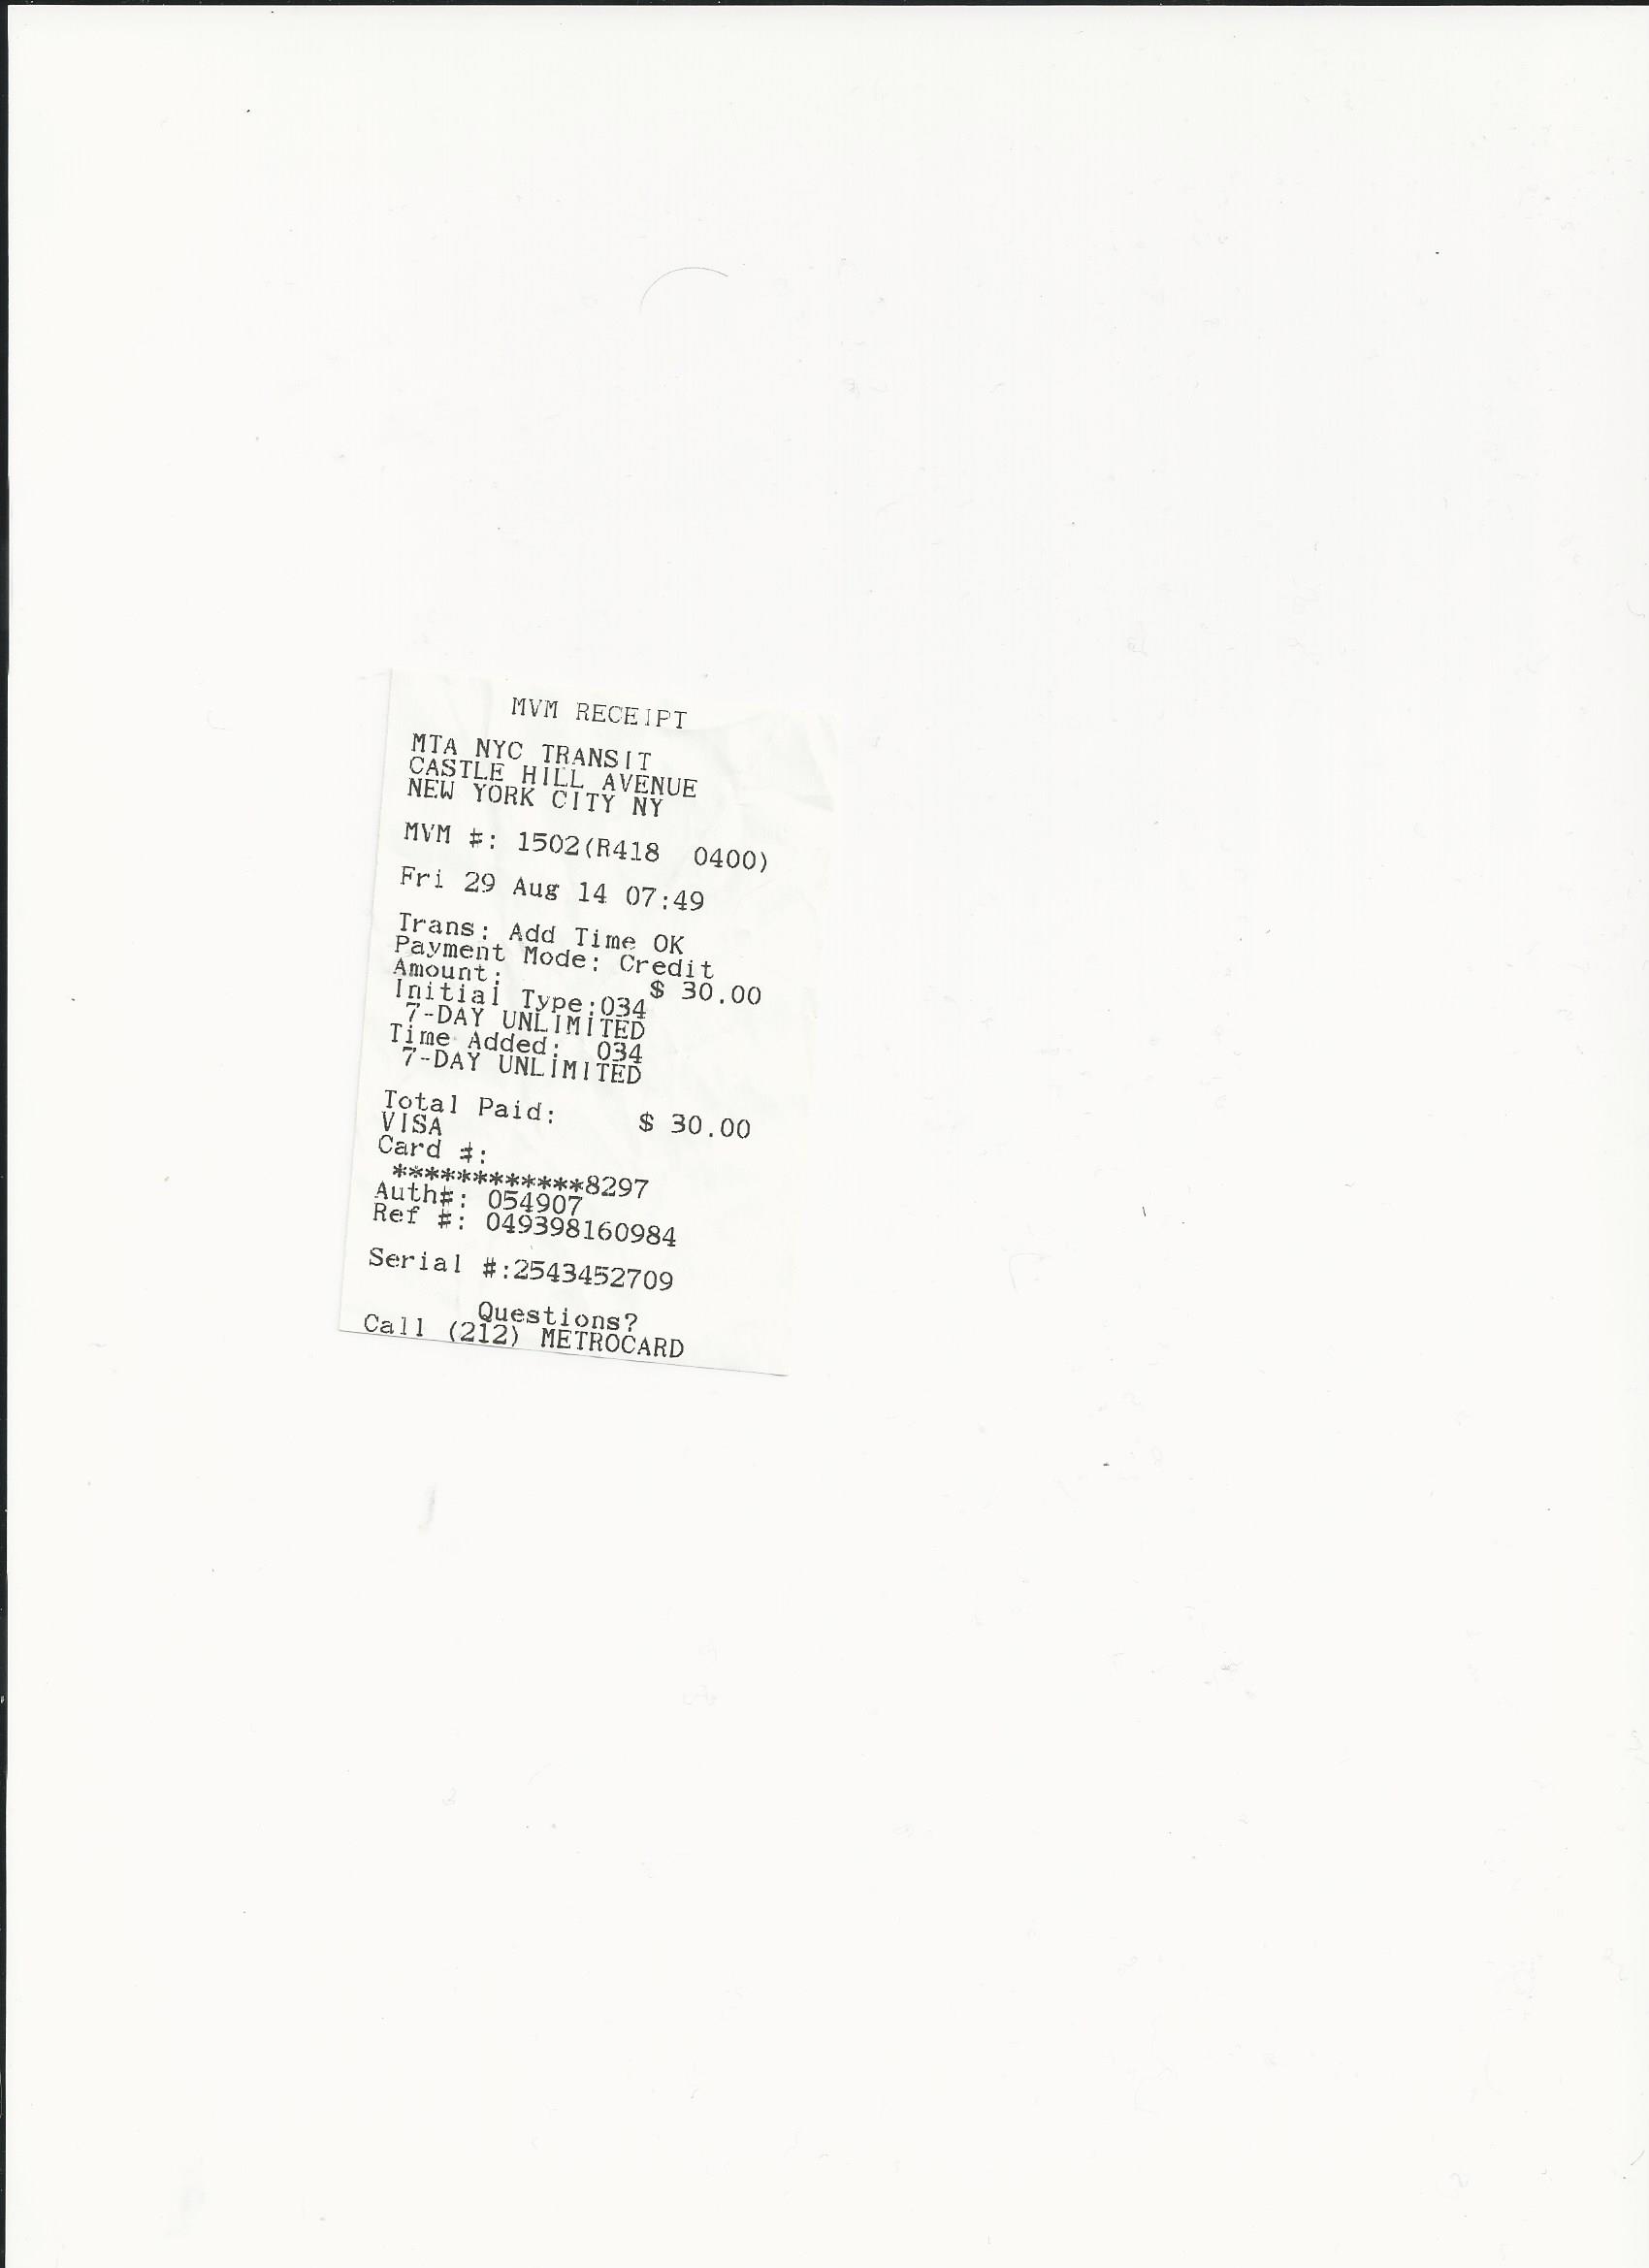 MVM RECEIPT
MTA NYC TRANSIT
CASTLE HILL AVENUE
NEW YORK CITY NY
MVM #: 1502(R418  0400)
Fri 29 Aug 14 07:49
Trans: Add Time OK
Payment Mode: Credit
Amount: $ 30.00
Initial Type:034
7-DAY UNLIMITED
Time Added: 034
7-DAY UNLIMITED
Total Paid: $ 30.00
VISA
Card #:
************8297
Auth#: 054907
Ref #: 049398160984
Serial #:2543452709
Questions?
Call (212) METROCARD